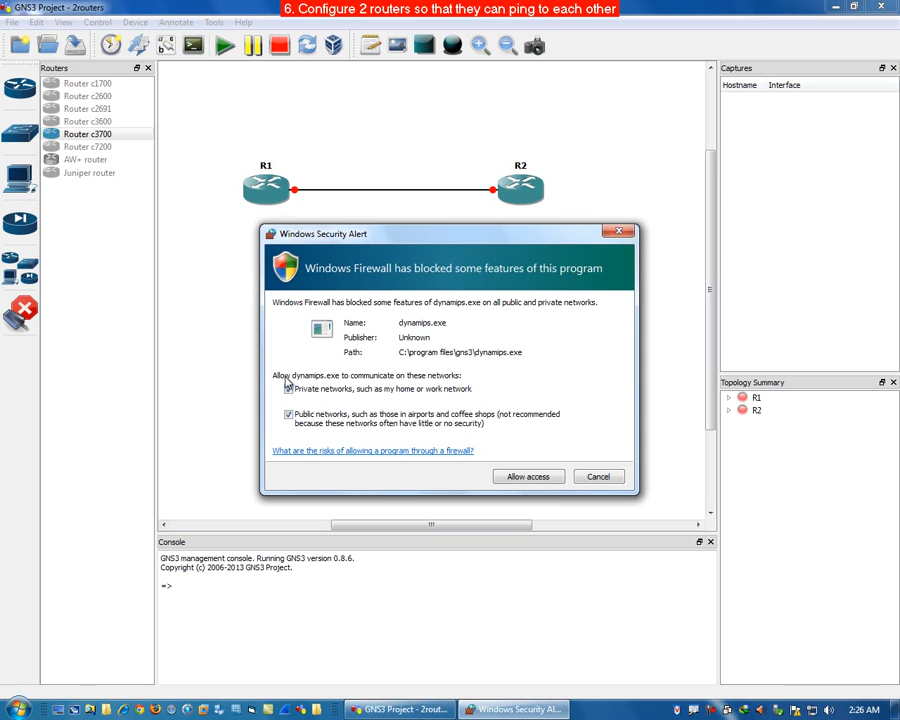 GNS3 Project - 2routers
6. Configure 2 routers so that they can ping to each other
File Edit View Control Device Annotate Tools Help
Routers
Router c1700
Router c2600
Router c2691
Router c3600
Router c3700
Router c7200
AW+ router
Juniper router
R1
R2
Captures
Hostname Interface
Windows Security Alert
Windows Firewall has blocked some features of this program
Windows Firewall has blocked some features of dynamips.exe on all public and private networks.
Name: dynamips.exe
Publisher: Unknown
Path: C:\program files\gns3\dynamips.exe
Allow dynamips.exe to communicate on these networks:
Private networks, such as my home or work network
Public networks, such as those in airports and coffee shops (not recommended
because these networks often have little or no security)
What are the risks of allowing a program through a firewall?
Allow access
Cancel
Topology Summary
R1
R2
Console
GNS3 management console. Running GNS3 version 0.8.6.
Copyright (c) 2006-2013 GNS3 Project.
=>
GNS3 Project - 2rout...
Windows Security Al...
2:26 AM